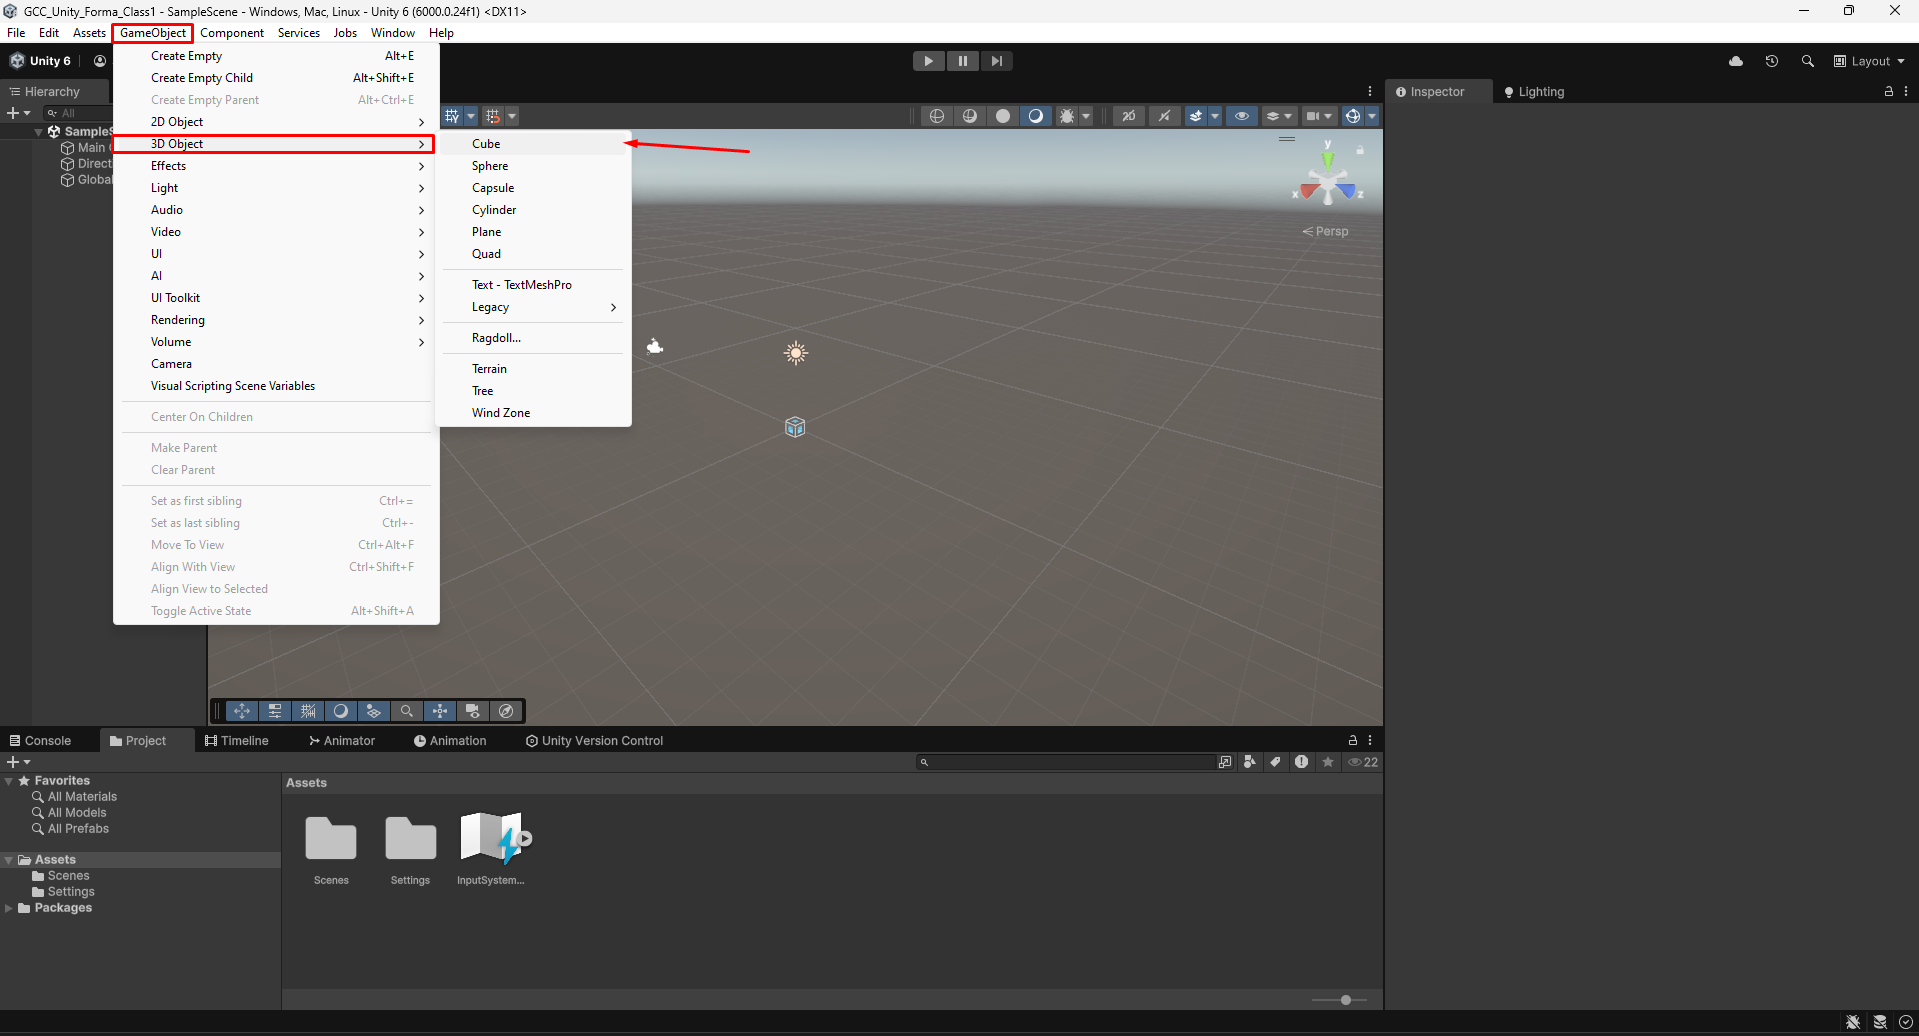 GCC_Unity_Forma_Class1 - SampleScene - Windows, Mac, Linux - Unity 6 (6000.0.24f1) <DX11>
File Edit Assets GameObject Component Services Jobs Window Help
Unity 6
Layout
Hierarchy
All
SampleS
Main C
Direct
Global
Create Empty Alt+E
Create Empty Child Alt+Shift+E
Create Empty Parent Alt+Ctrl+E
2D Object
3D Object
Effects
Light
Audio
Video
UI
AI
UI Toolkit
Rendering
Volume
Camera
Visual Scripting Scene Variables
Center On Children
Make Parent
Clear Parent
Set as first sibling Ctrl+=
Set as last sibling Ctrl+-
Move To View Ctrl+Alt+F
Align With View Ctrl+Shift+F
Align View to Selected
Toggle Active State Alt+Shift+A
Cube
Sphere
Capsule
Cylinder
Plane
Quad
Text - TextMeshPro
Legacy
Ragdoll...
Terrain
Tree
Wind Zone
2D
y
x z
Persp
Inspector Lighting
Console Project Timeline Animator Animation Unity Version Control
22
Favorites
All Materials
All Models
All Prefabs
Assets
Scenes
Settings
Packages
Assets
Scenes Settings InputSystem...